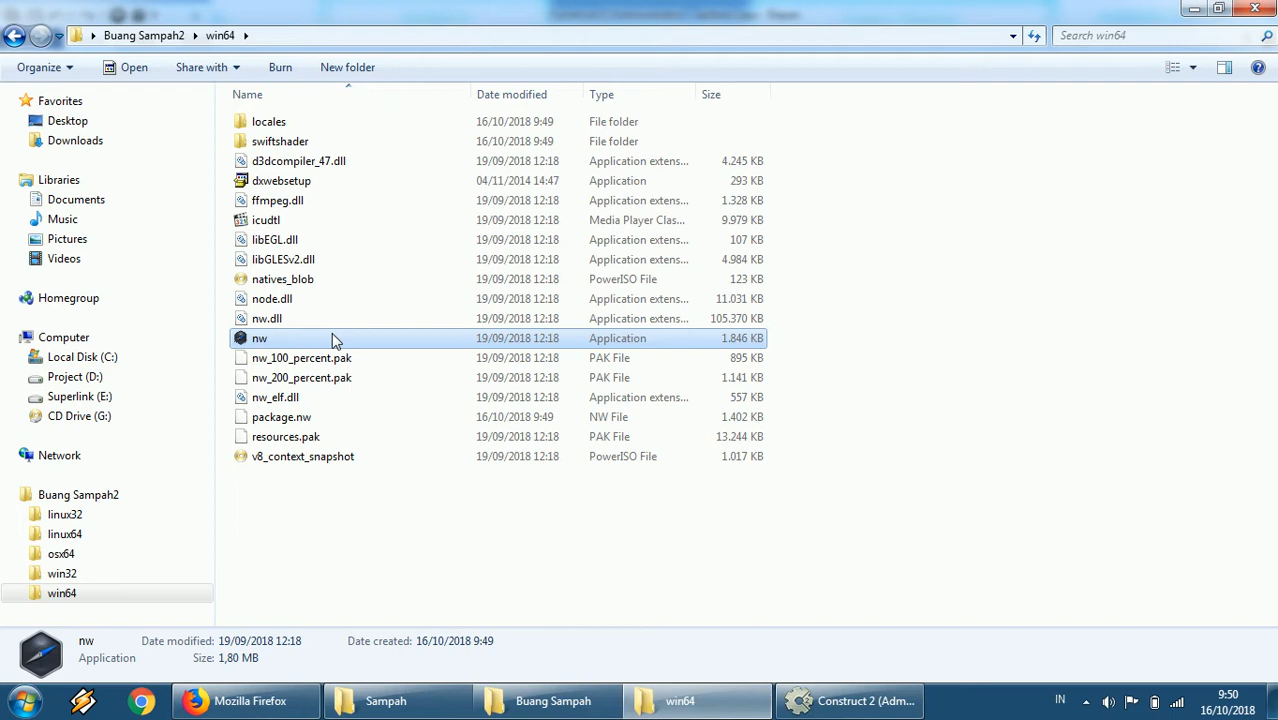 Buang Sampah2 win64
Search win64
Organize Open Share with Burn New folder
Name Date modified Type Size
Favorites
Desktop
Downloads
Libraries
Documents
Music
Pictures
Videos
Homegroup
Computer
Local Disk (C:)
Project (D:)
Superlink (E:)
CD Drive (G:)
Network
Buang Sampah2
linux32
linux64
osx64
win32
win64
locales 16/10/2018 9:49 File folder
swiftshader 16/10/2018 9:49 File folder
d3dcompiler_47.dll 19/09/2018 12:18 Application extens... 4.245 KB
dxwebsetup 04/11/2014 14:47 Application 293 KB
ffmpeg.dll 19/09/2018 12:18 Application extens... 1.328 KB
icudtl 19/09/2018 12:18 Media Player Clas... 9.979 KB
libEGL.dll 19/09/2018 12:18 Application extens... 107 KB
libGLESv2.dll 19/09/2018 12:18 Application extens... 4.984 KB
natives_blob 19/09/2018 12:18 PowerISO File 123 KB
node.dll 19/09/2018 12:18 Application extens... 11.031 KB
nw.dll 19/09/2018 12:18 Application extens... 105.370 KB
nw 19/09/2018 12:18 Application 1.846 KB
nw_100_percent.pak 19/09/2018 12:18 PAK File 895 KB
nw_200_percent.pak 19/09/2018 12:18 PAK File 1.141 KB
nw_elf.dll 19/09/2018 12:18 Application extens... 557 KB
package.nw 16/10/2018 9:49 NW File 1.402 KB
resources.pak 19/09/2018 12:18 PAK File 13.244 KB
v8_context_snapshot 19/09/2018 12:18 PowerISO File 1.017 KB
nw Date modified: 19/09/2018 12:18 Date created: 16/10/2018 9:49
Application Size: 1,80 MB
Mozilla Firefox Sampah Buang Sampah win64 Construct 2 (Adm... IN 9:50
16/10/2018